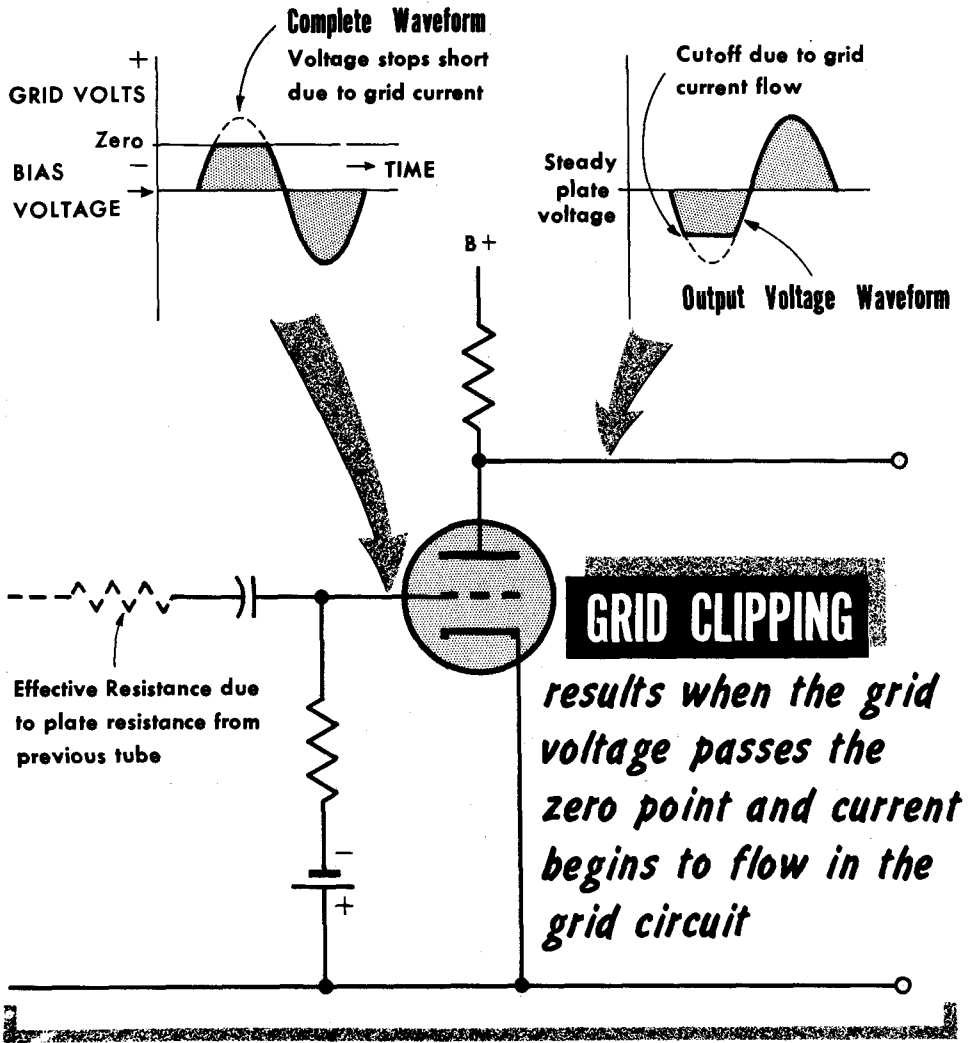 Complete Waveform
Voltage stops short
due to grid current
+
GRID VOLTS
Zero
−
BIAS
VOLTAGE
→ TIME
Cutoff due to grid
current flow
Steady
plate
voltage
Output Voltage Waveform
B+
GRID CLIPPING
results when the grid
voltage passes the
zero point and current
begins to flow in the
grid circuit
Effective Resistance due
to plate resistance from
previous tube
−
+